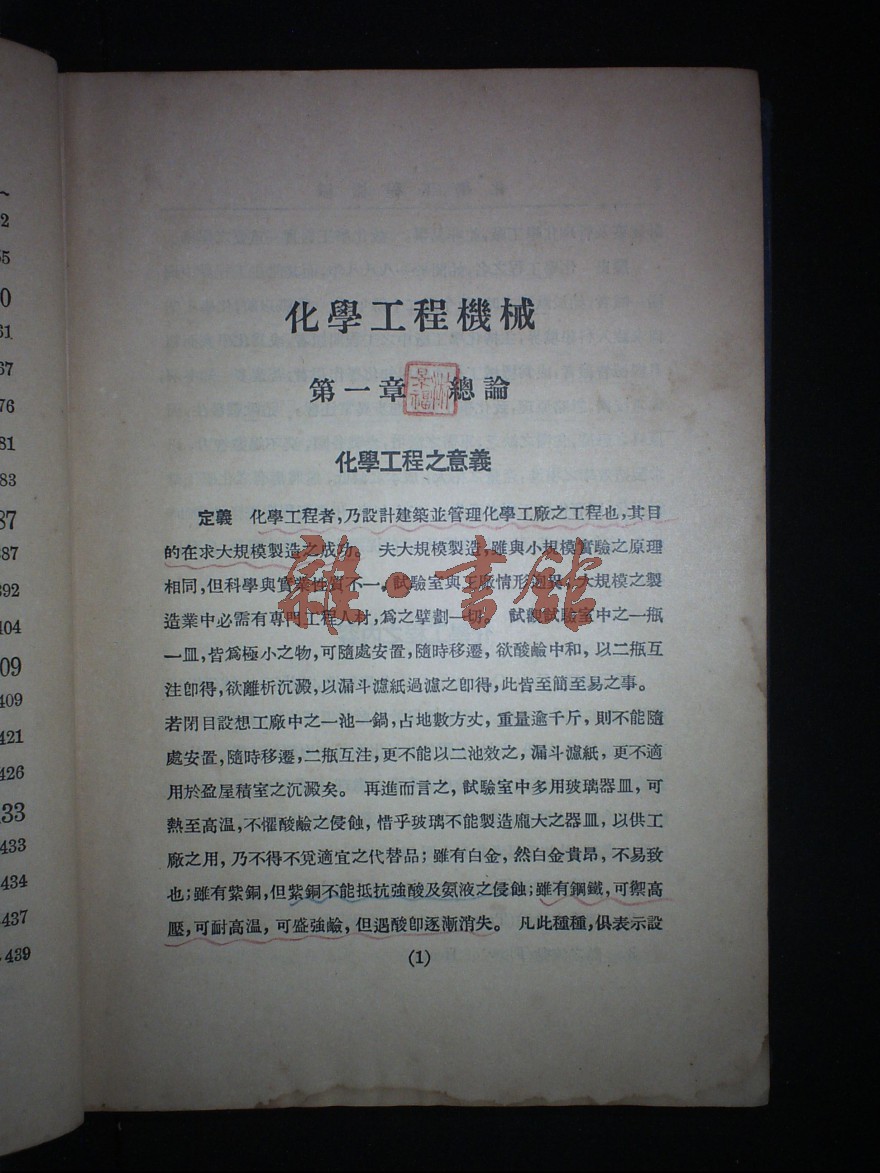 化學工程機械
第一章 總論
化學工程之意義
定義 化學工程者,乃設計建築並管理化學工廠之工程也,其目
的在求大規模製造之成功。 夫大規模製造,雖與小規模實驗之原理
相同,但科學與實業性質不一,試驗室與工廠情形迥異,大規模之製
造業中必需有專門工程人材,爲之擘劃一切。 試觀試驗室中之一瓶
一皿,皆爲極小之物,可隨處安置,隨時移遷,欲酸鹼中和,以二瓶互
注卽得,欲離析沉澱,以漏斗濾紙過濾之卽得,此皆至簡至易之事。
若閉目設想工廠中之一池一鍋,占地數方丈,重量逾千斤,則不能隨
處安置,隨時移遷,二瓶互注,更不能以二池效之,漏斗濾紙,更不適
用於盈屋積室之沉澱矣。 再進而言之,試驗室中多用玻璃器皿,可
熱至高温,不懼酸鹼之侵蝕,惜乎玻璃不能製造龐大之器皿,以供工
廠之用,乃不得不覓適宜之代替品;雖有白金,然白金貴昂,不易致
也;雖有紫銅,但紫銅不能抵抗強酸及氨液之侵蝕;雖有鋼鐵,可禦高
壓,可耐高温,可盛強鹼,但遇酸卽逐漸消失。 凡此種種,俱表示設
(1)
雜·書館
32
55
0
61
67
76
81
83
87
387
392
404
09
409
421
426
33
433
434
437
439